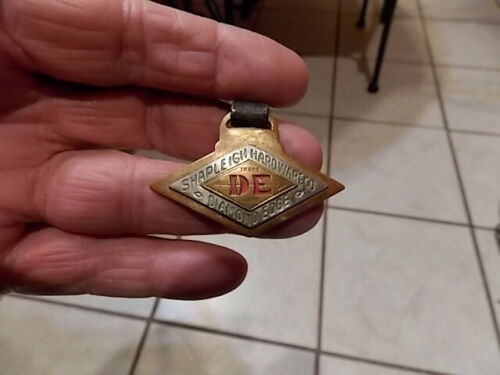 SHAPLEIGH HARDWARE CO
TRADE
DE
DIAMOND EDGE